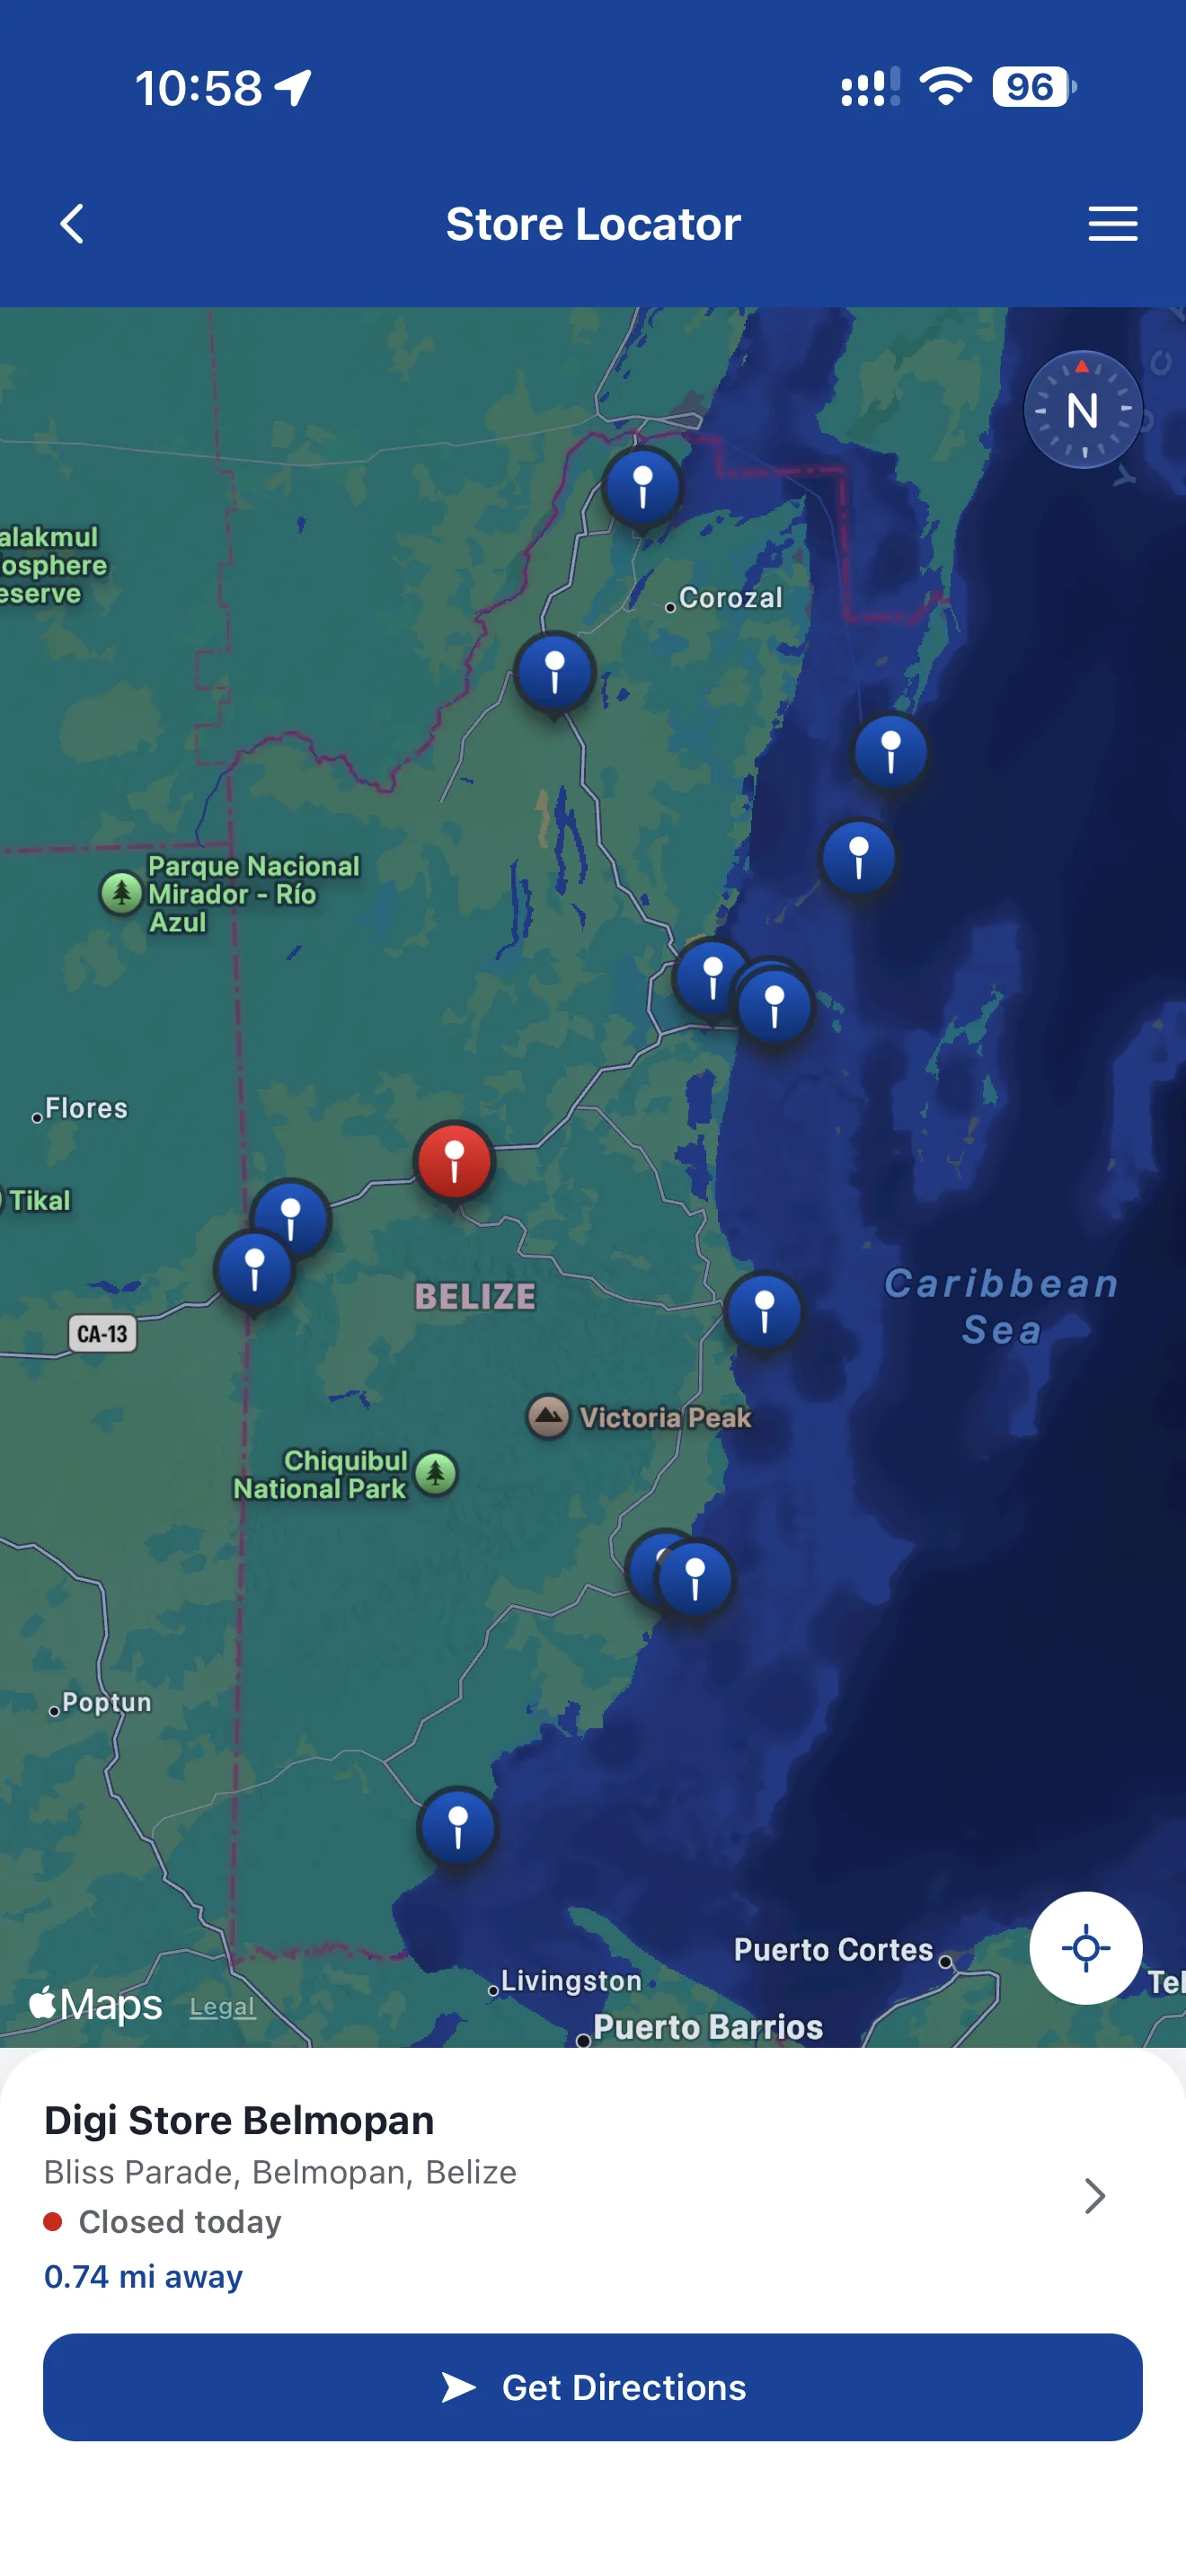 10:58
96
Store Locator
N
Corozal
alakmul
osphere
eserve
Parque Nacional
Mirador - Río
Azul
Flores
Tikal
BELIZE
CA-13
Caribbean
Sea
Victoria Peak
Chiquibul
National Park
Poptun
Puerto Cortes
Livingston
Tel
Maps
Legal
Puerto Barrios
Digi Store Belmopan
Bliss Parade, Belmopan, Belize
Closed today
0.74 mi away
Get Directions